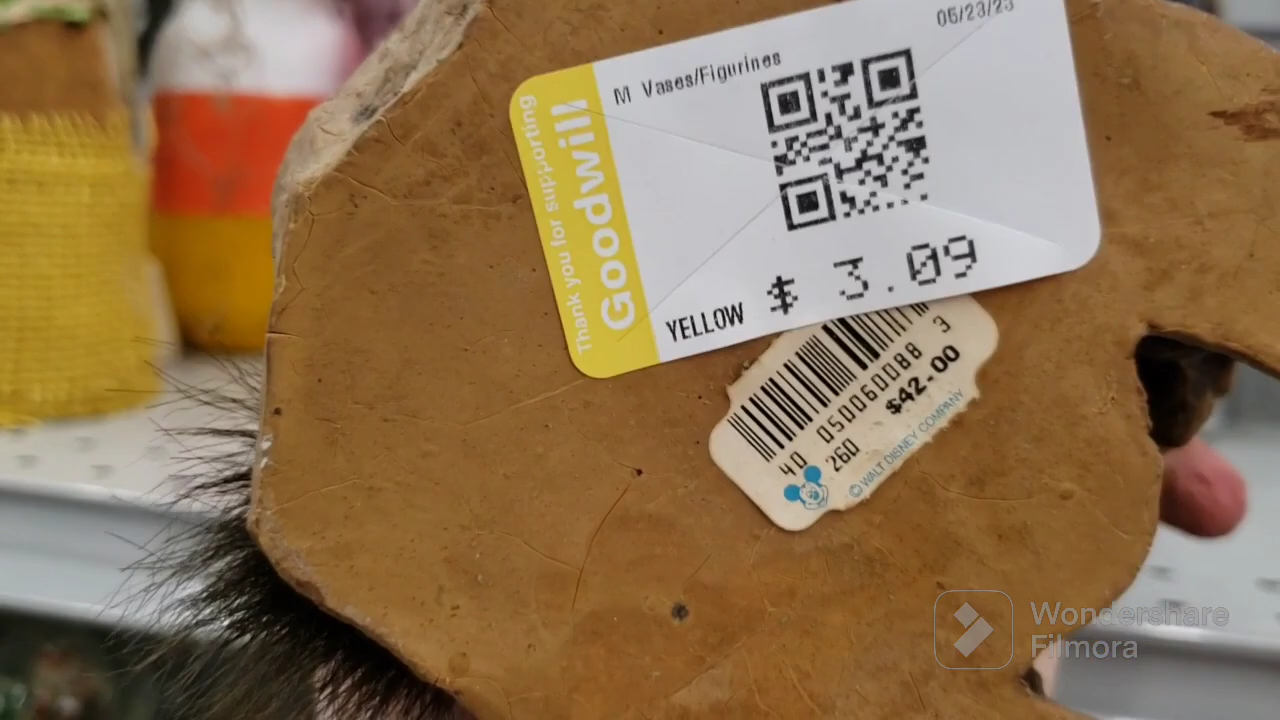 05/23/23
M Vases/Figurines
Thank you for supporting
Goodwill
YELLOW $ 3.09
3
050060088
$42.00
40 260
© WALT DISNEY COMPANY
Wondershare
Filmora